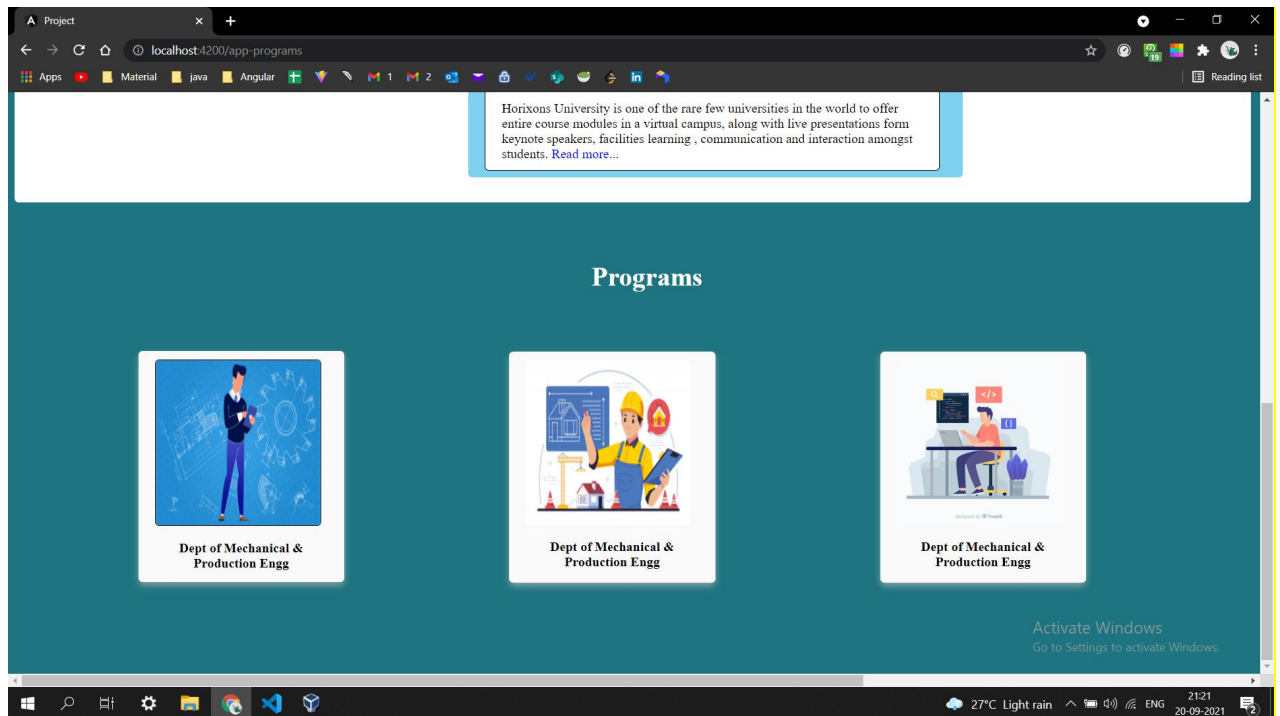 Project
localhost:4200/app-programs
19
Apps
Material
java
Angular
1
2
Reading list
Horixons University is one of the rare few universities in the world to offer
entire course modules in a virtual campus, along with live presentations form
keynote speakers, facilities learning , communication and interaction amongst
students. Read more...
Programs
</>
{}
Dept of Mechanical &
Production Engg
Dept of Mechanical &
Production Engg
Dept of Mechanical &
Production Engg
Activate Windows
Go to Settings to activate Windows.
27°C Light rain
ENG
21:21
20-09-2021
2